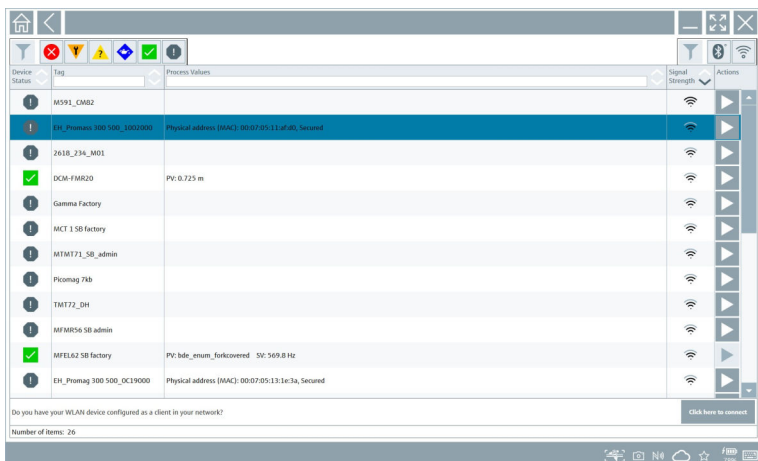 Device Status Tag Process Values Signal Strength Actions
M591_CM82
EH_Promass 300 500_1002000 Physical address (MAC): 00:07:05:11:af:d0, Secured
2618_234_M01
DCM-FMR20 PV: 0.725 m
Gamma Factory
MCT 1 SB factory
MTMT71_SB_admin
Picomag 7kb
TMT72_DH
MFMR56 SB admin
MFEL62 SB factory PV: bde_enum_forkcovered SV: 569.8 Hz
EH_Promag 300 500_0C19000 Physical address (MAC): 00:07:05:13:1e:3a, Secured
Do you have your WLAN device configured as a client in your network? Click here to connect
Number of items: 26